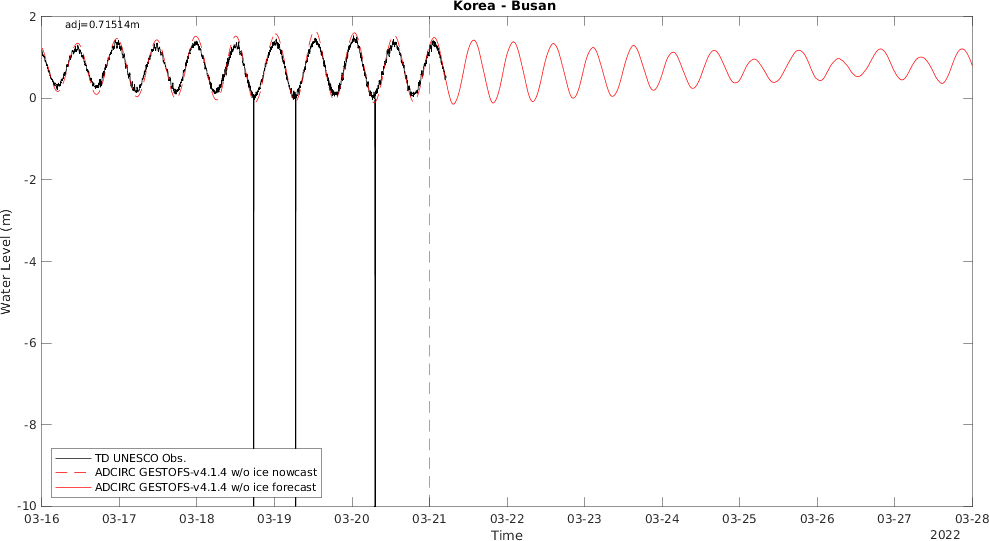 Korea - Busan
adj=0.71514m
2
0
-2
-4
-6
-8
-10
Water Level (m)
TD UNESCO Obs.
ADCIRC GESTOFS-v4.1.4 w/o ice nowcast
ADCIRC GESTOFS-v4.1.4 w/o ice forecast
03-16 03-17 03-18 03-19 03-20 03-21 03-22 03-23 03-24 03-25 03-26 03-27 03-28
Time
2022